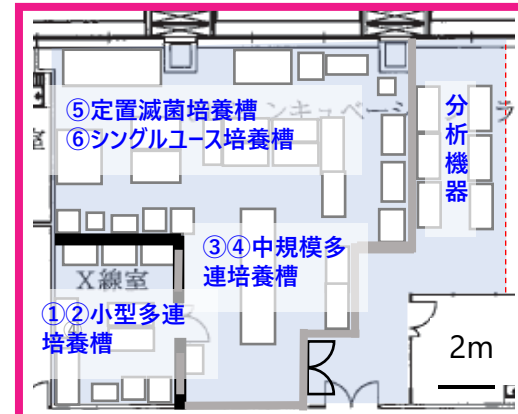 ⑤定置滅菌培養槽
⑥シングルユース培養槽
分析機器
③④中規模多
連培養槽
X線室
①②小型多連
培養槽
2m